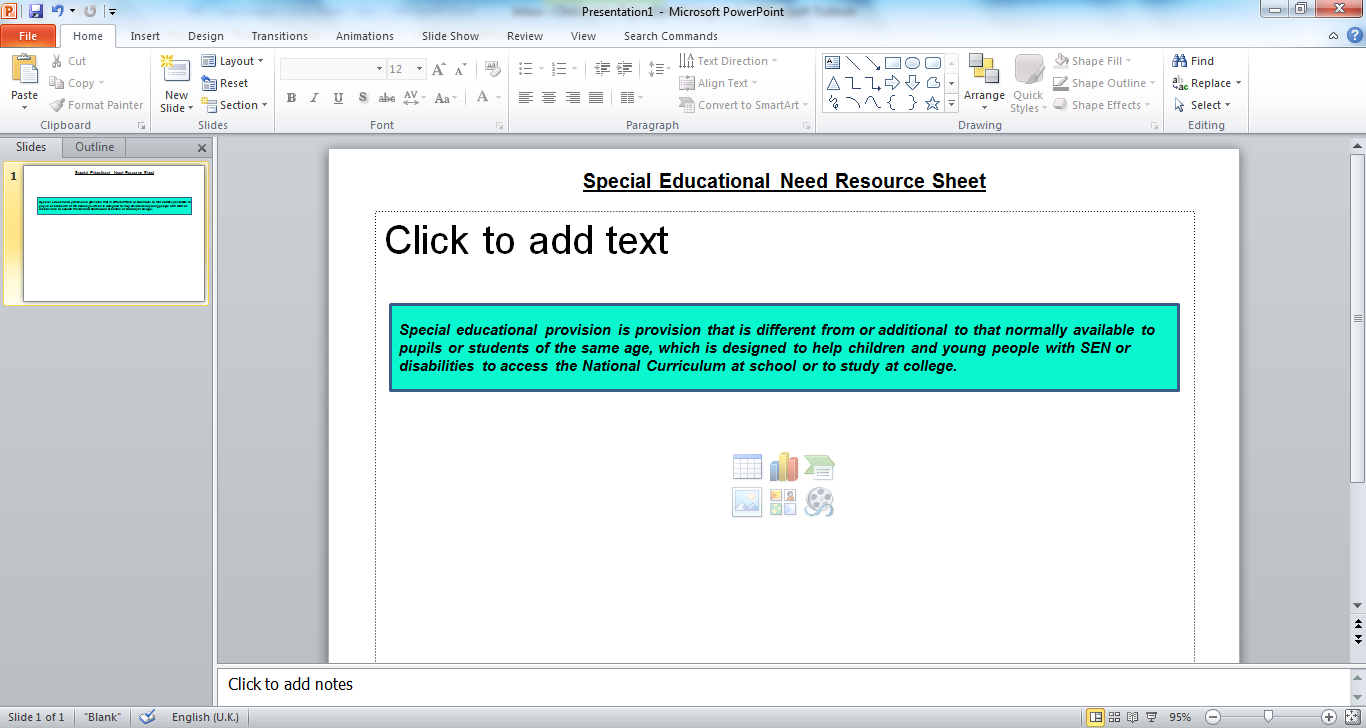 Presentation1 - Microsoft PowerPoint
File Home Insert Design Transitions Animations Slide Show Review View Search Commands
Paste
Cut
Copy
Format Painter
Clipboard
New
Slide
Layout
Reset
Section
Slides
12
B I U S abc AV Aa A
Font
Text Direction
Align Text
Convert to SmartArt
Paragraph
Arrange
Quick
Styles
Shape Fill
Shape Outline
Shape Effects
Drawing
Find
Replace
Select
Editing
Slides Outline
1
Special Educational Need Resource Sheet
Click to add text
Special educational provision is provision that is different from or additional to that normally available to
pupils or students of the same age, which is designed to help children and young people with SEN or
disabilities to access the National Curriculum at school or to study at college.
Click to add notes
Slide 1 of 1 "Blank" English (U.K.) 95%